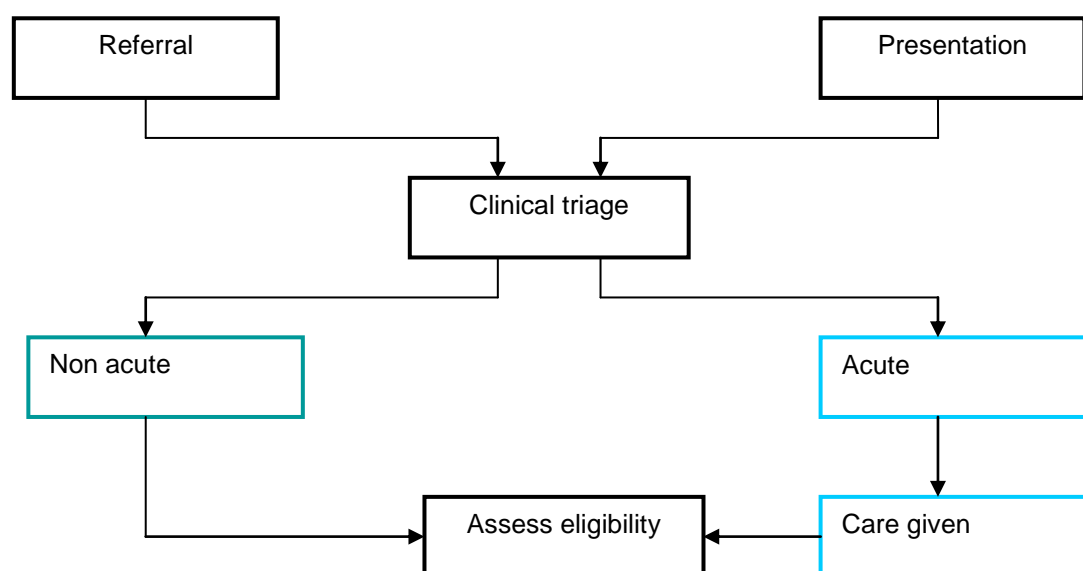 Referral
Presentation
Clinical triage
Non acute
Acute
Assess eligibility
Care given